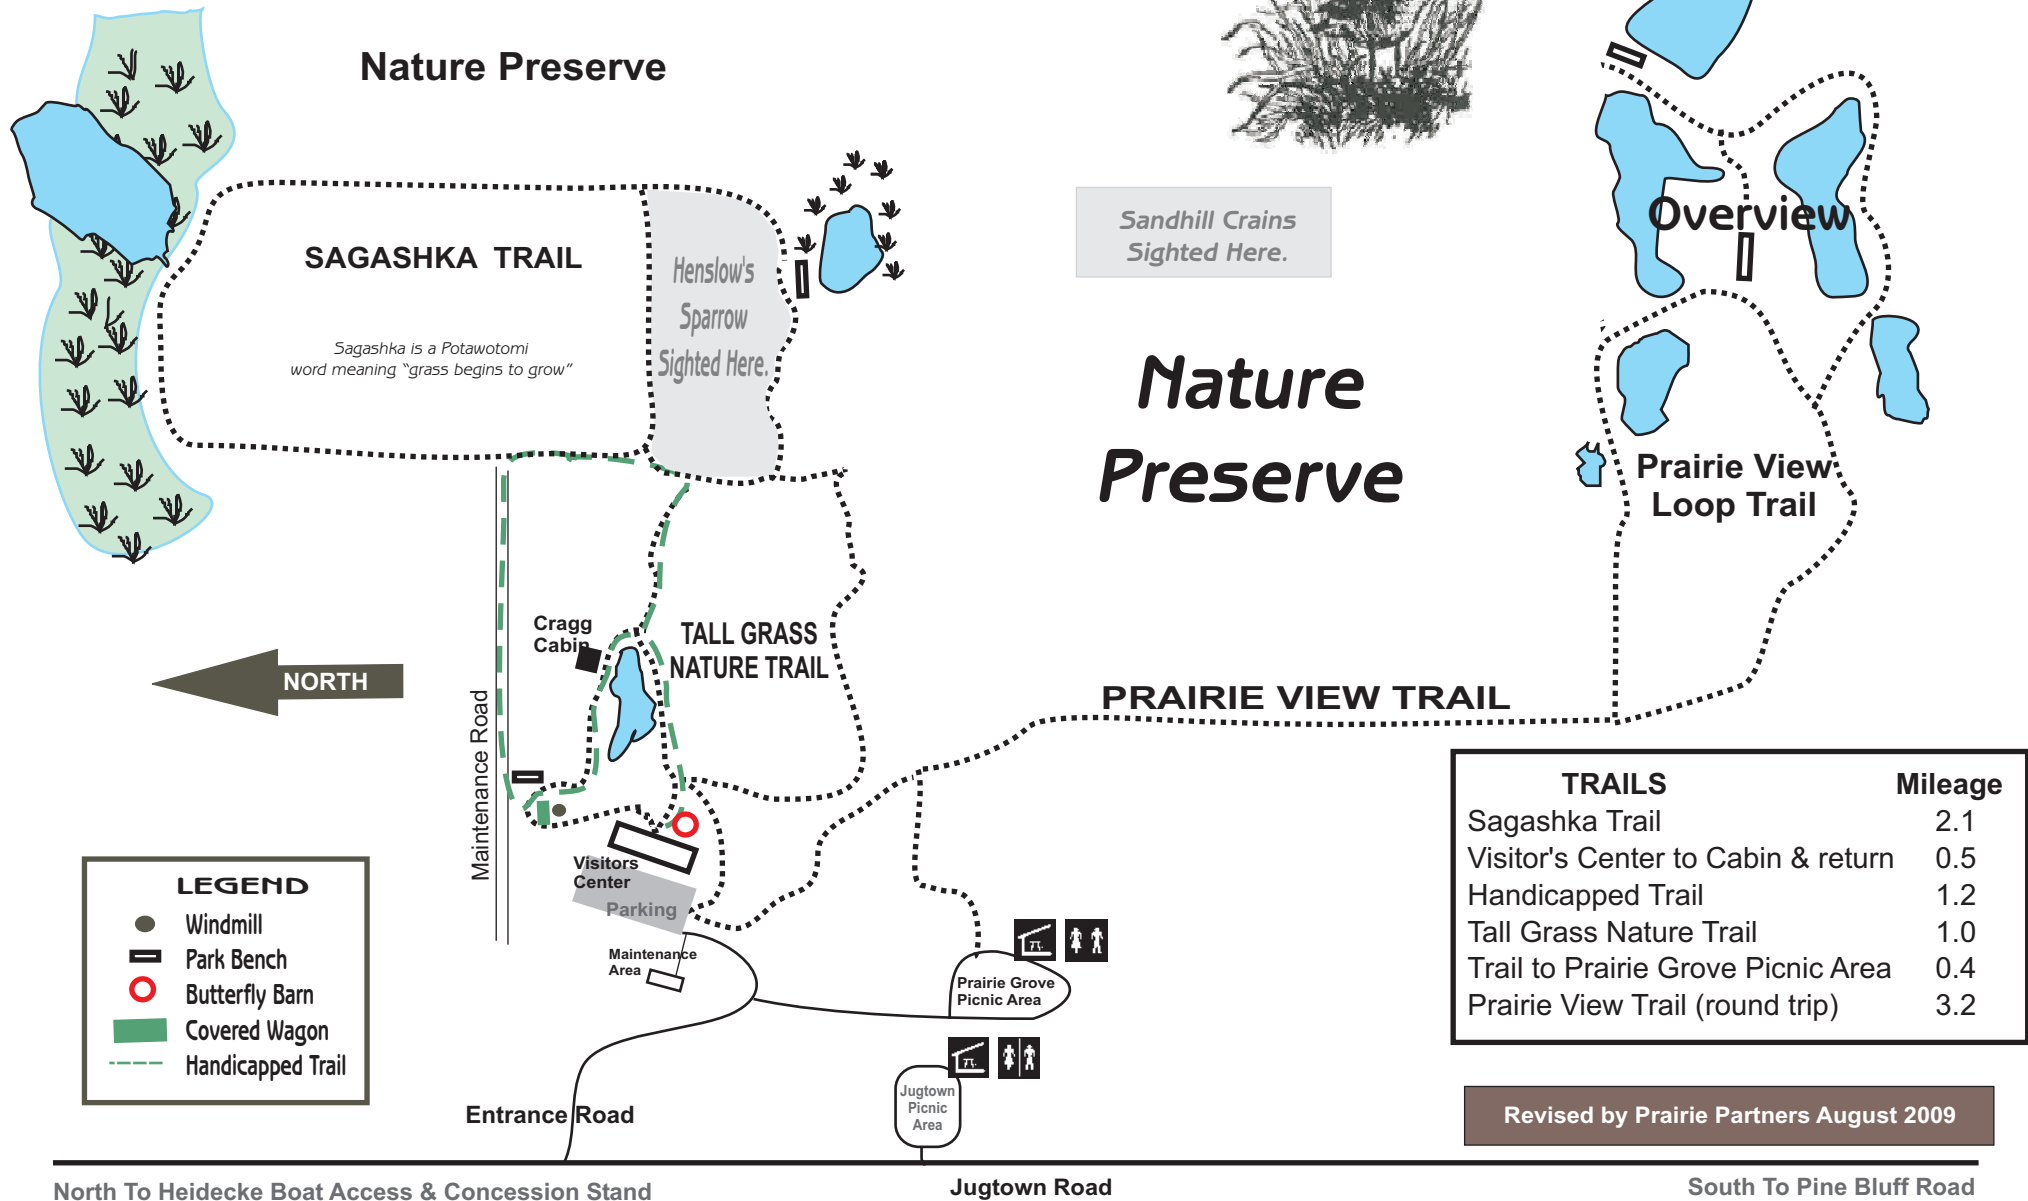 Nature Preserve
SAGASHKA TRAIL
Sagashka is a Potawotomi
word meaning “grass begins to grow”
Henslow's
Sparrow
Sighted Here.
Sandhill Crains
Sighted Here.
Overview
Nature
Preserve
Prairie View
Loop Trail
Cragg
Cabin
TALL GRASS
NATURE TRAIL
NORTH
Maintenance Road
PRAIRIE VIEW TRAIL
TRAILS Mileage
Sagashka Trail 2.1
Visitor's Center to Cabin & return 0.5
Handicapped Trail 1.2
Tall Grass Nature Trail 1.0
Trail to Prairie Grove Picnic Area 0.4
Prairie View Trail (round trip) 3.2
Visitors
Center
Parking
Maintenance
Area
Prairie Grove
Picnic Area
LEGEND
Windmill
Park Bench
Butterfly Barn
Covered Wagon
Handicapped Trail
Entrance Road
Jugtown
Picnic
Area
Revised by Prairie Partners August 2009
North To Heidecke Boat Access & Concession Stand
Jugtown Road
South To Pine Bluff Road